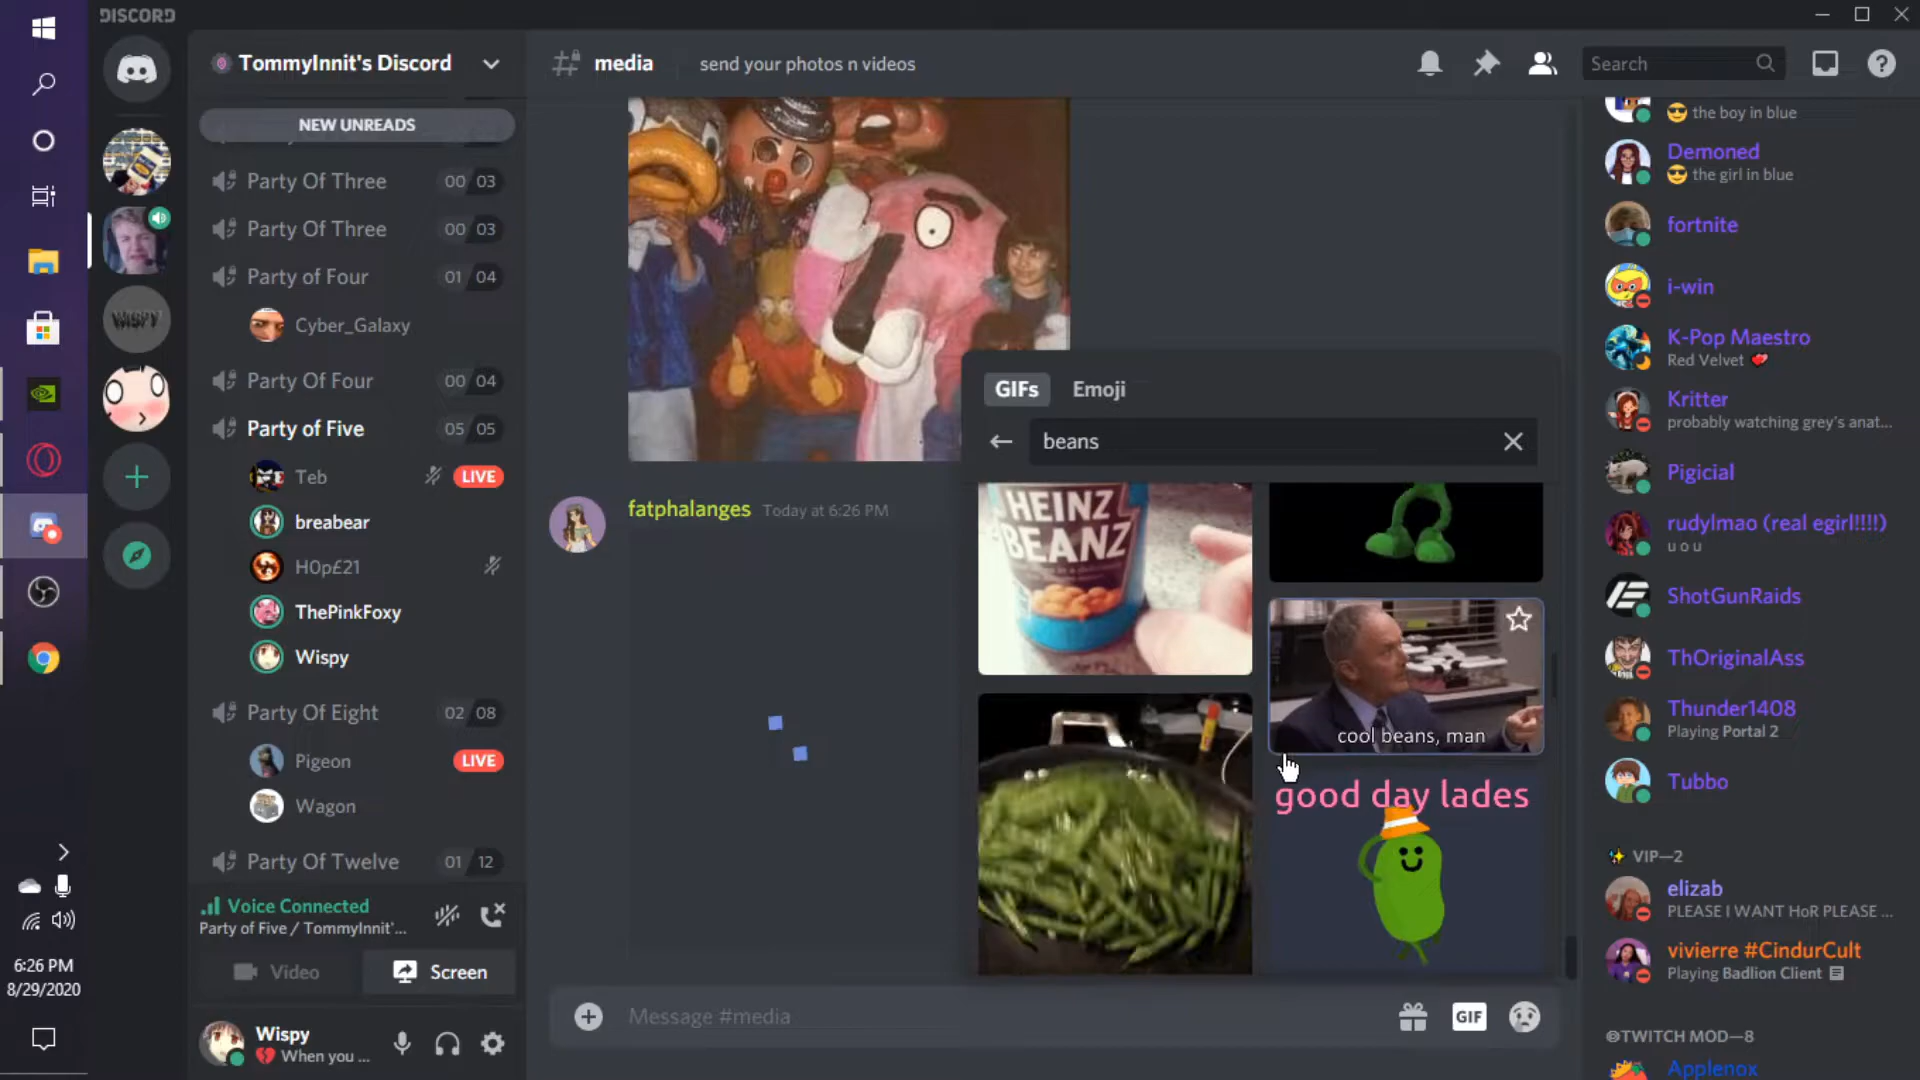 DISCORD
TommyInnit's Discord
NEW UNREADS
Party Of Three 00 03
Party Of Three 00 03
Party of Four 01 04
Cyber_Galaxy
Party Of Four 00 04
Party of Five 05 05
Teb LIVE
breabear
H0p£21
ThePinkFoxy
Wispy
Party Of Eight 02 08
Pigeon LIVE
Wagon
Party Of Twelve 01 12
Voice Connected
Party of Five / TommyInnit'...
Video Screen
Wispy
When you ...
6:26 PM
8/29/2020
WISPY
media send your photos n videos
Search
fatphalanges Today at 6:26 PM
GIFs Emoji
beans
HEINZ
BEANZ
cool beans, man
good day lades
Message #media
GIF
the boy in blue
Demoned
the girl in blue
fortnite
i-win
K-Pop Maestro
Red Velvet
Kritter
probably watching grey's anat...
Pigicial
rudylmao (real egirl!!!!)
u o u
ShotGunRaids
ThOriginalAss
Thunder1408
Playing Portal 2
Tubbo
VIP—2
elizab
PLEASE I WANT HoR PLEASE ...
vivierre #CindurCult
Playing Badlion Client
TWITCH MOD—8
Applenox